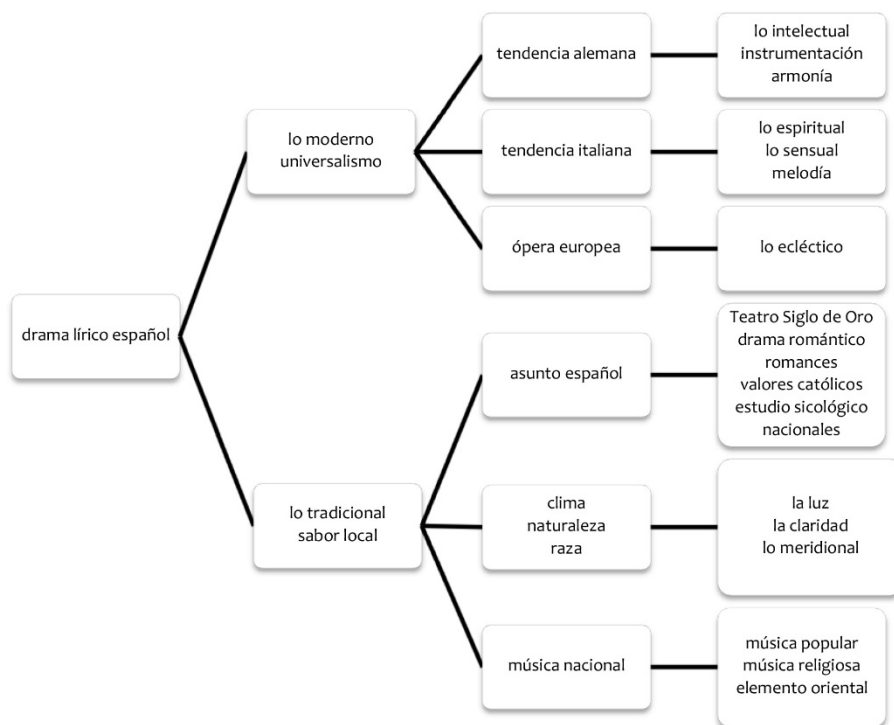 drama lírico español
lo moderno
universalismo
tendencia alemana
lo intelectual
instrumentación
armonía
tendencia italiana
lo espiritual
lo sensual
melodía
ópera europea
lo ecléctico
lo tradicional
sabor local
asunto español
Teatro Siglo de Oro
drama romántico
romances
valores católicos
estudio sicológico
nacionales
clima
naturaleza
raza
la luz
la claridad
lo meridional
música nacional
música popular
música religiosa
elemento oriental